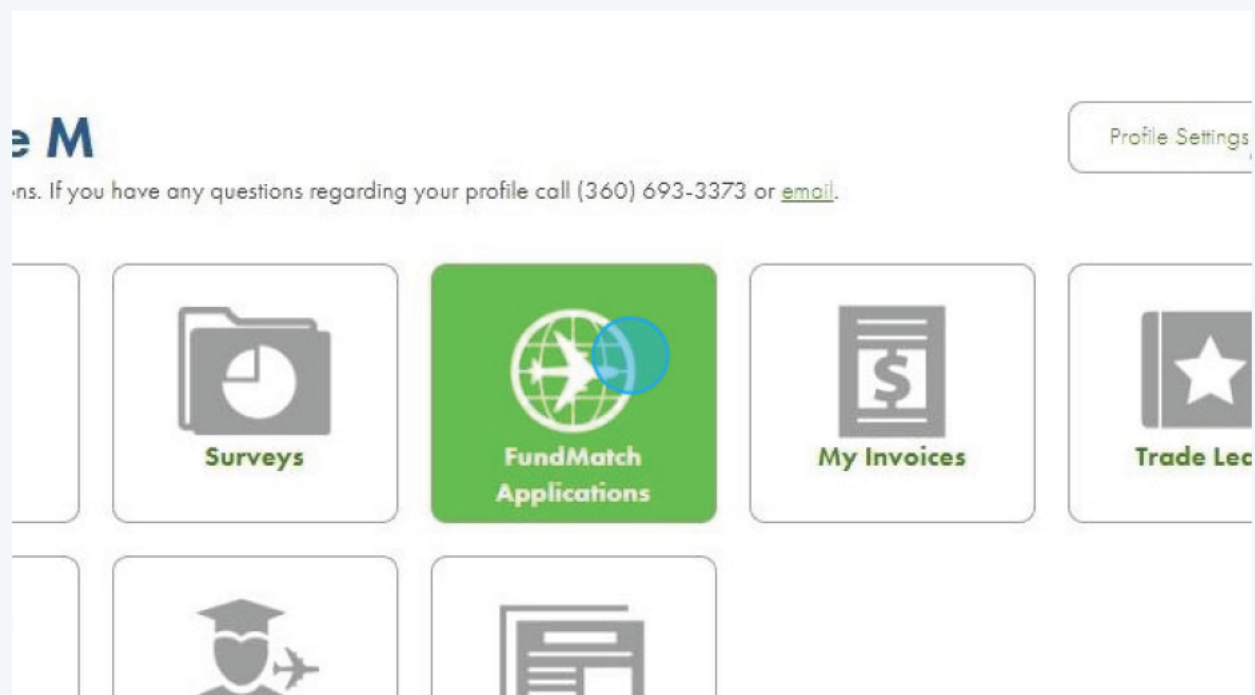 e M
Profile Settings
ns. If you have any questions regarding your profile call (360) 693-3373 or email.
Surveys
FundMatch
Applications
My Invoices
Trade Lea
$